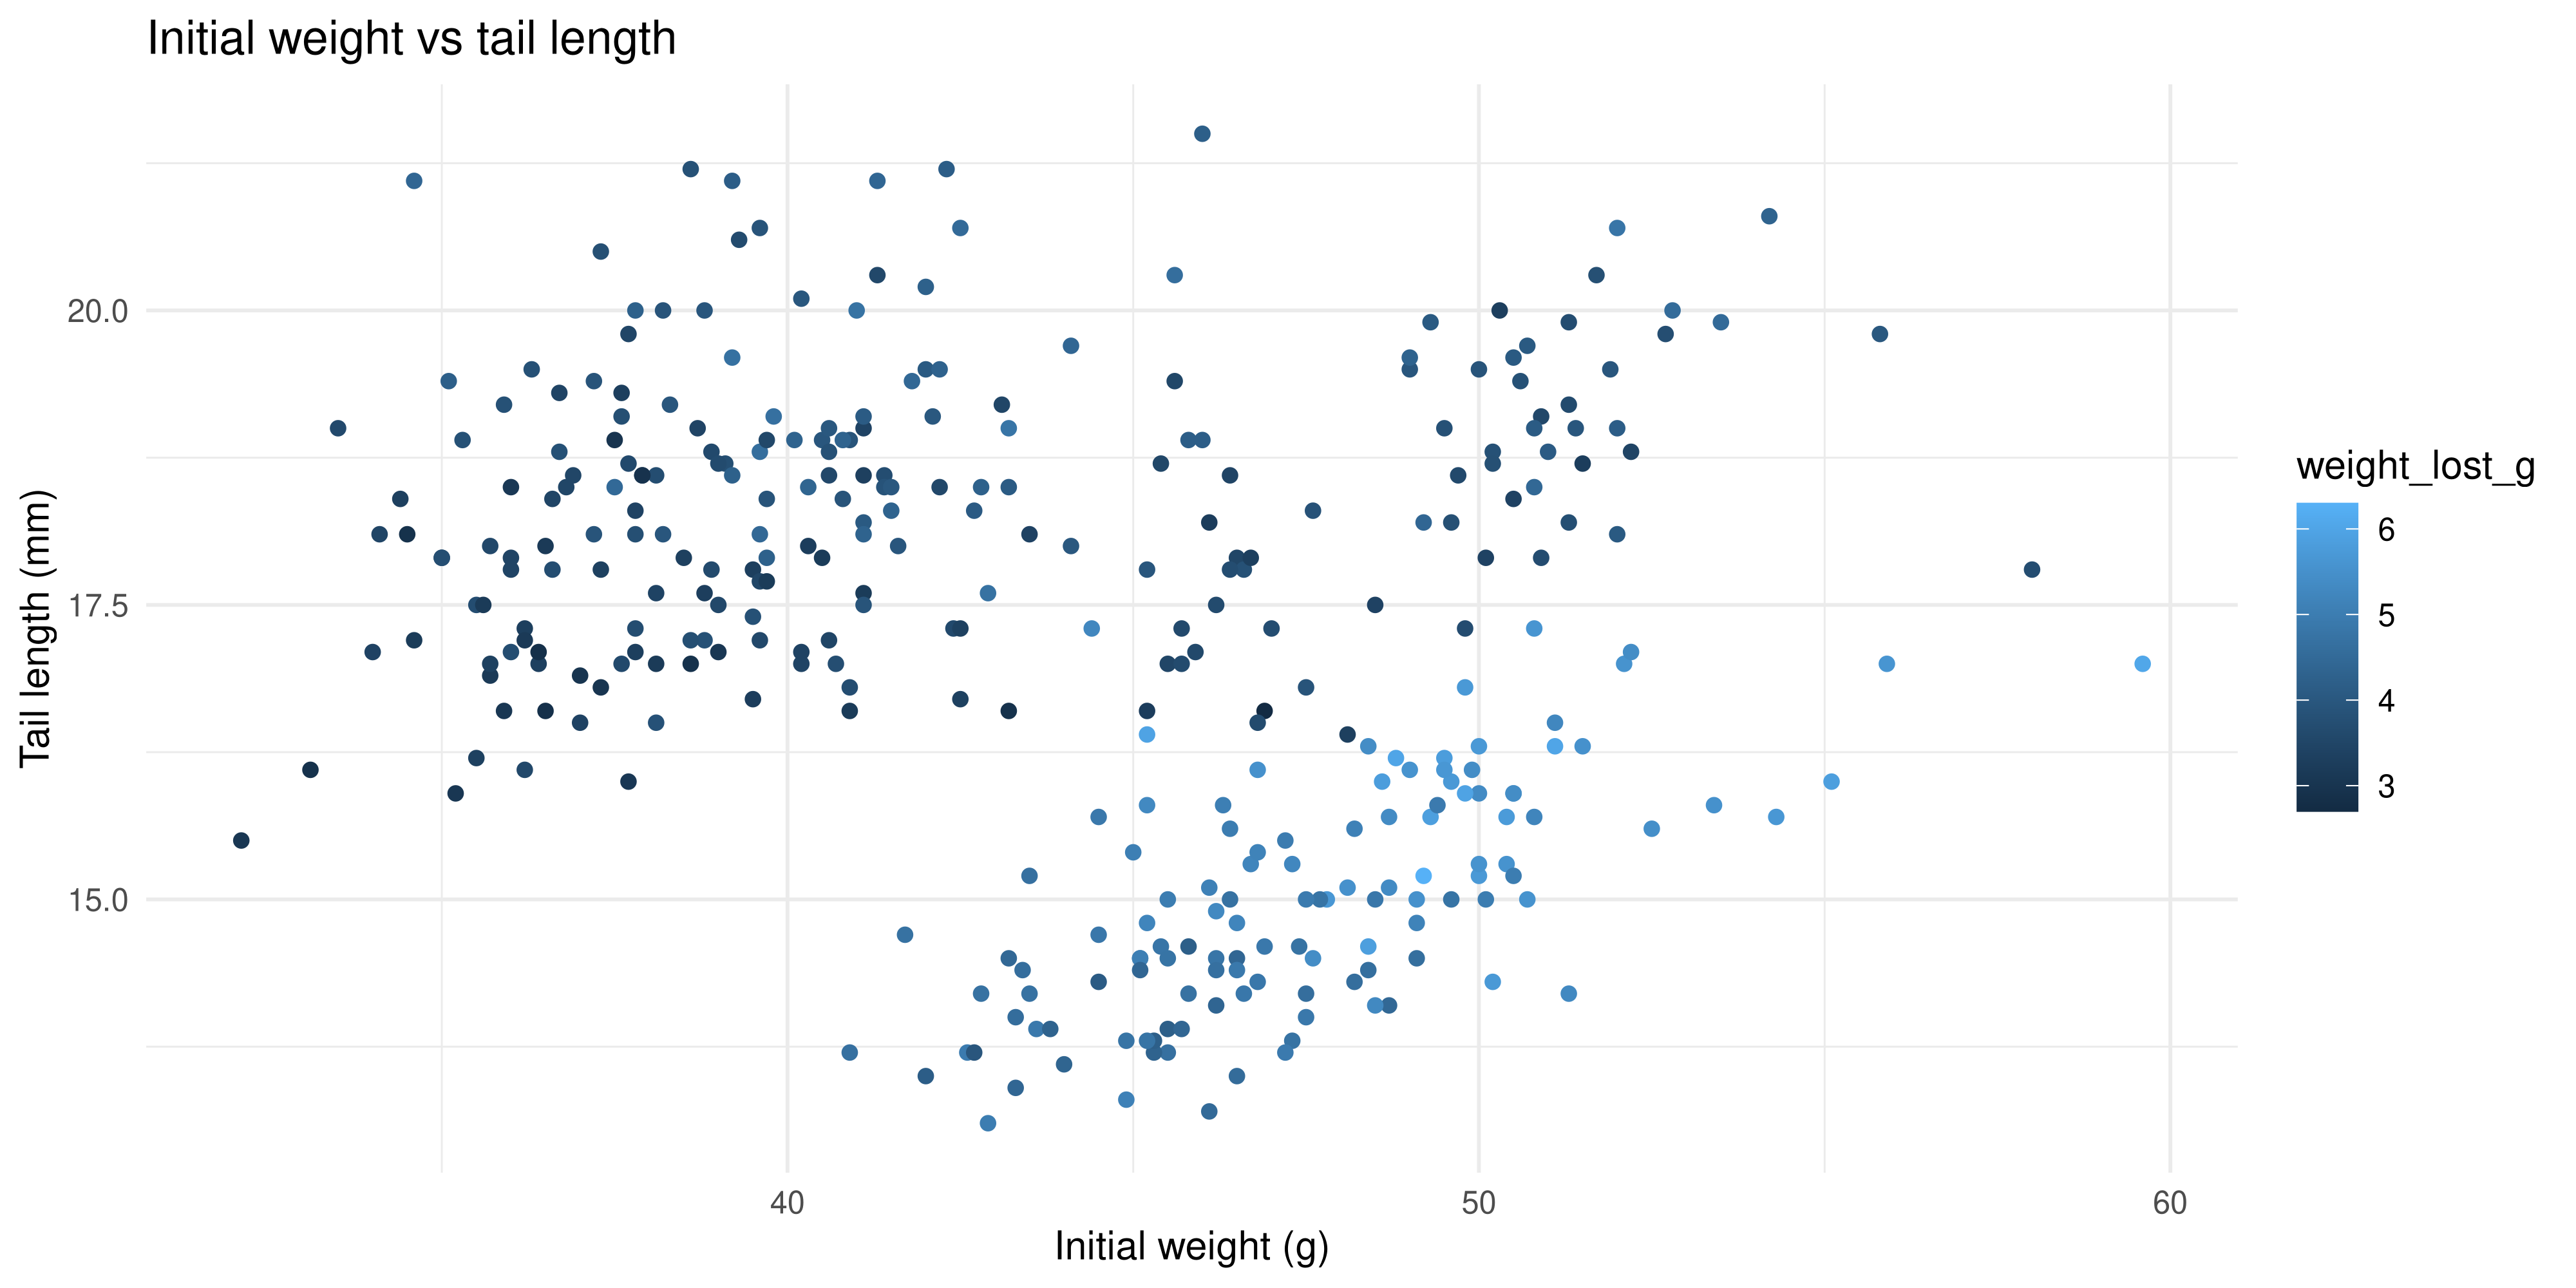 Initial weight vs tail length
20.0
17.5
15.0
Tail length (mm)
40
50
60
Initial weight (g)
weight_lost_g
6
5
4
3